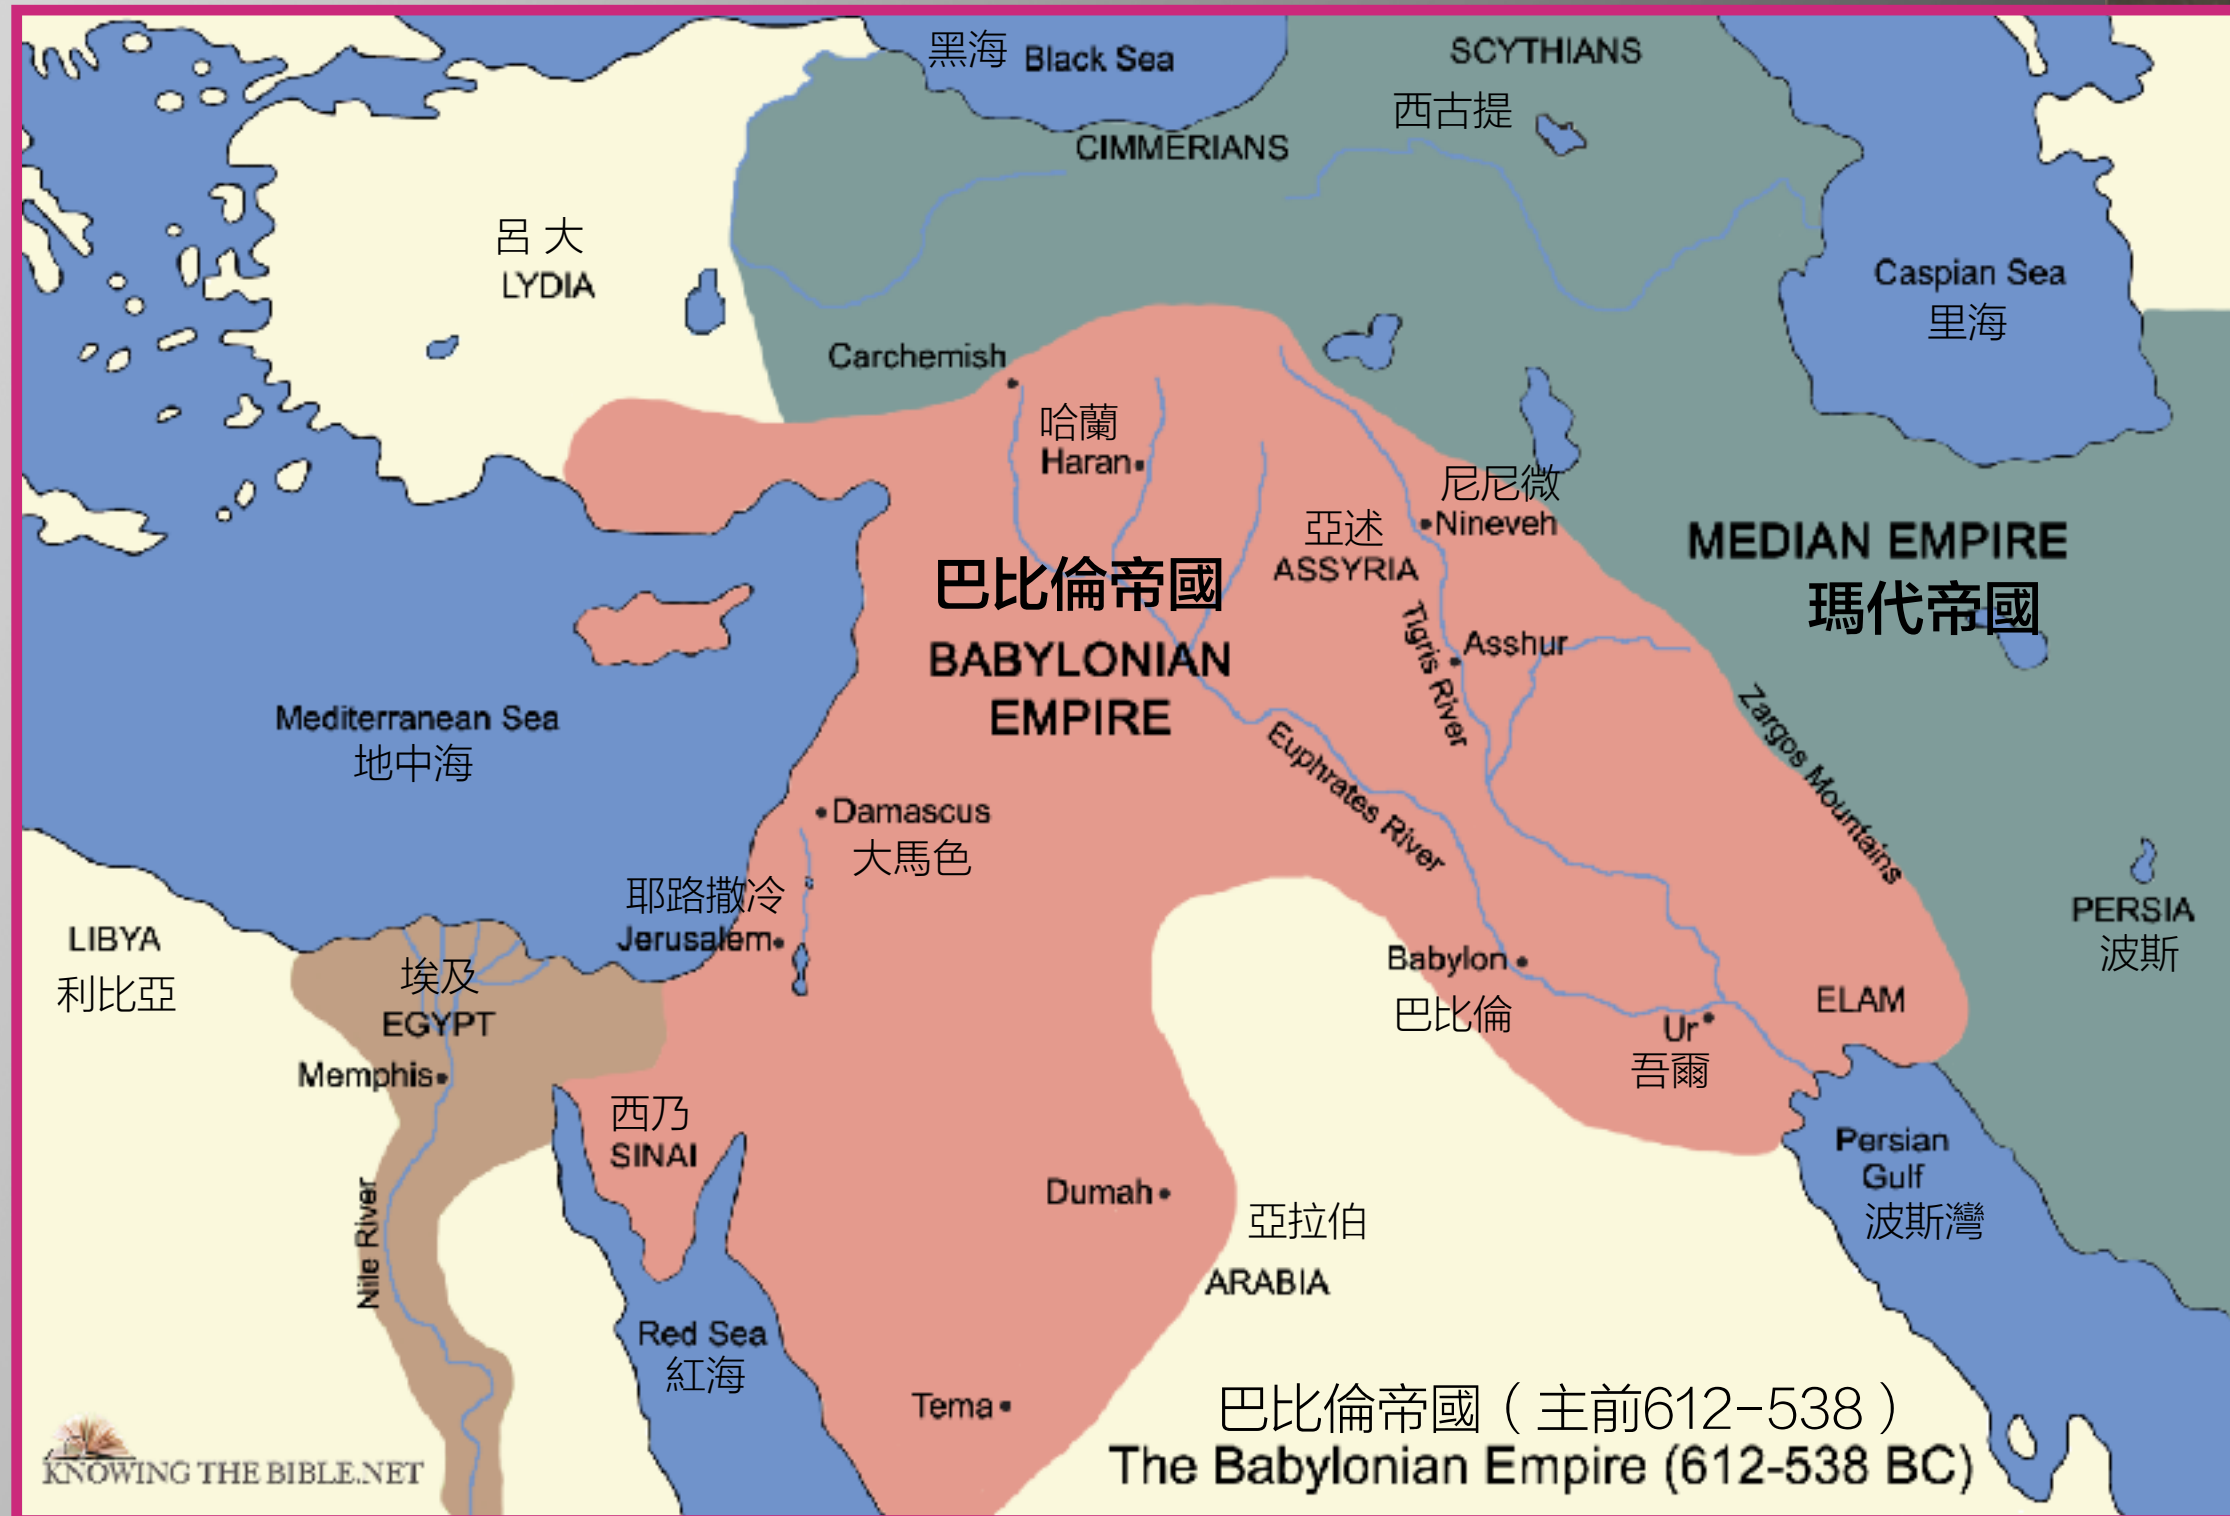 黑海 Black Sea
SCYTHIANS
西古提
CIMMERIANS
呂 大
LYDIA
Caspian Sea
里海
Carchemish
哈蘭
Haran
尼尼微
Nineveh
亞述
ASSYRIA
MEDIAN EMPIRE
瑪代帝國
巴比倫帝國
BABYLONIAN
EMPIRE
Tigris River
Asshur
Zargos Mountains
Mediterranean Sea
地中海
Euphrates River
Damascus
大馬色
耶路撒冷
Jerusalem
LIBYA
利比亞
埃及
EGYPT
Memphis
Babylon
巴比倫
Ur
吾爾
ELAM
PERSIA
波斯
西乃
SINAI
Nile River
Dumah
亞拉伯
ARABIA
Persian
Gulf
波斯灣
Red Sea
紅海
Tema
巴比倫帝國（主前612-538）
The Babylonian Empire (612-538 BC)
KNOWING THE BIBLE.NET